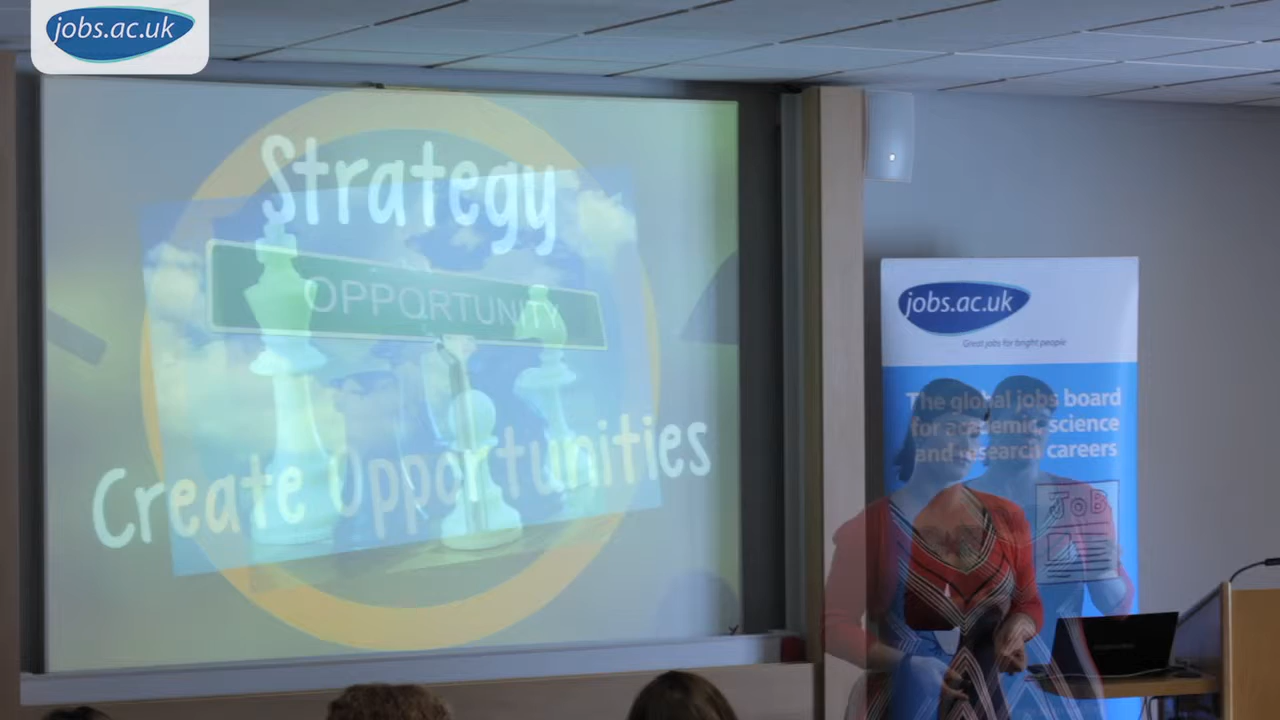 jobs.ac.uk
Strategy
OPPORTUNITY
Create Opportunities
jobs.ac.uk
Great jobs for bright people
The global jobs board
for academic, science
and research careers
JoB